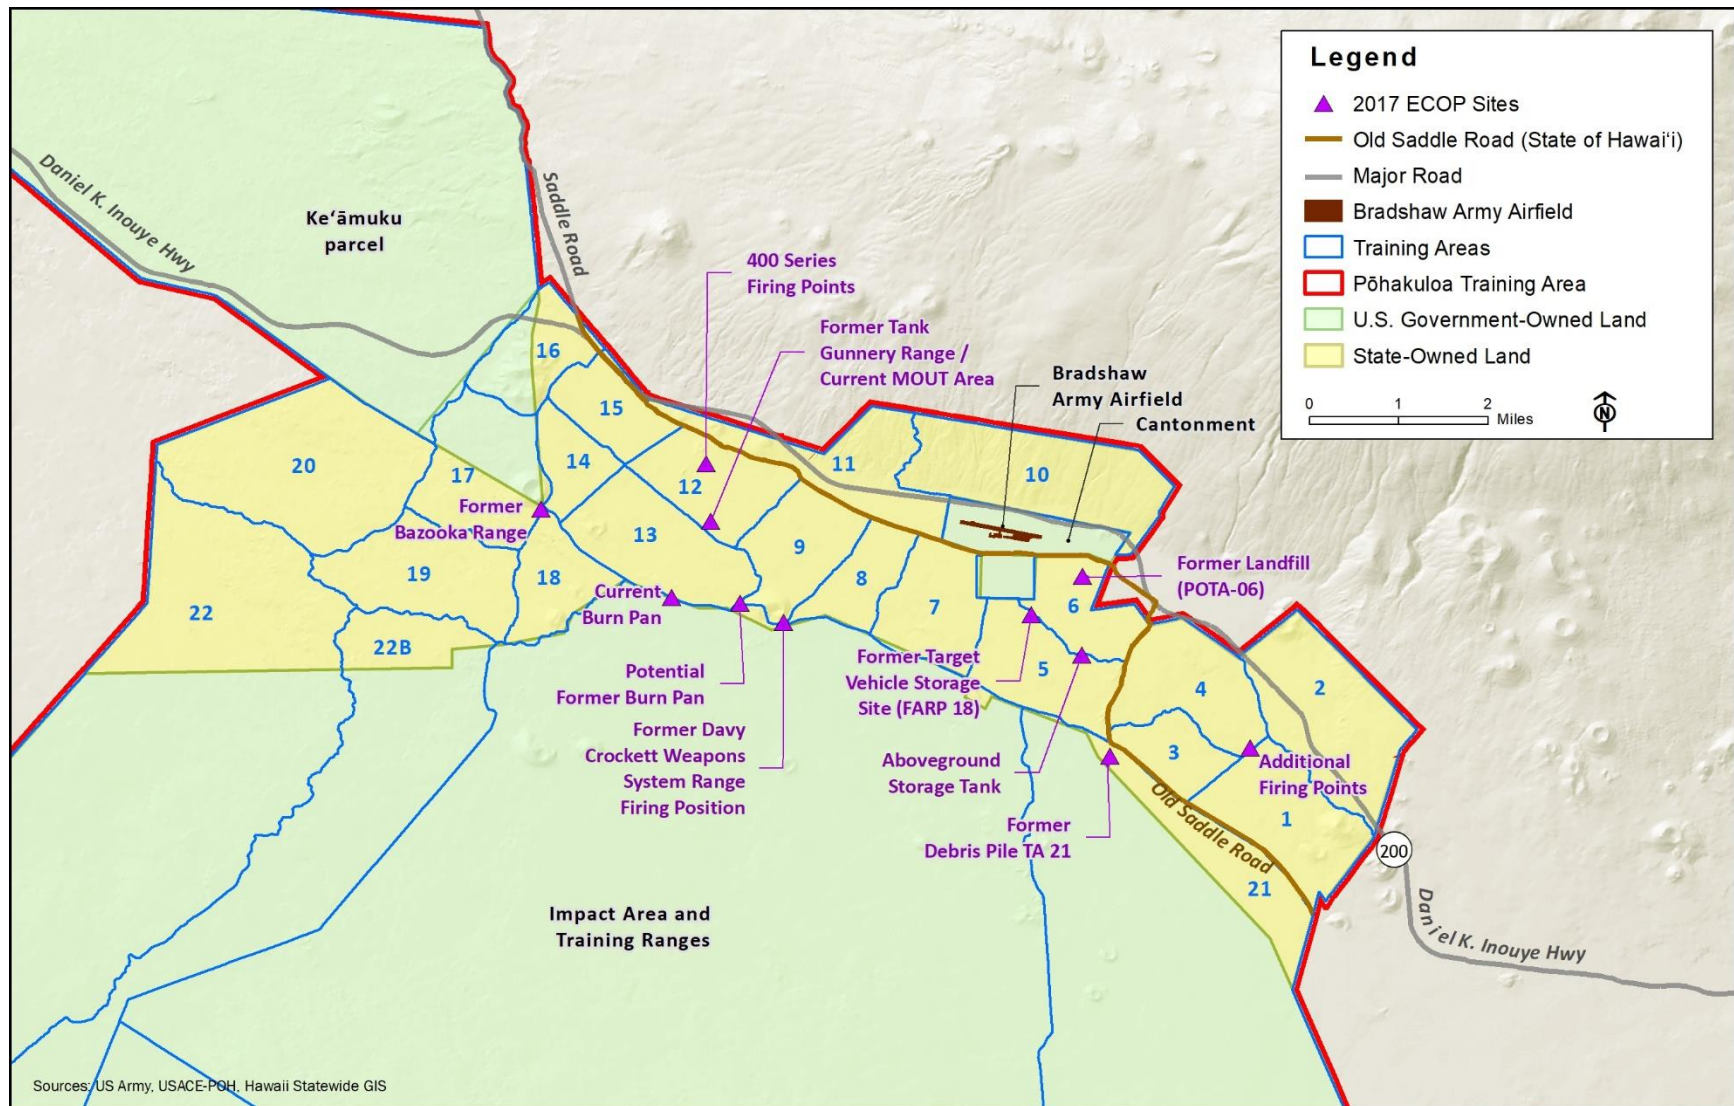 Legend
2017 ECOP Sites
Old Saddle Road (State of Hawai‘i)
Major Road
Bradshaw Army Airfield
Training Areas
Pōhakuloa Training Area
U.S. Government-Owned Land
State-Owned Land
0 1 2
Miles
N
Daniel K. Inouye Hwy
Ke‘āmuku
parcel
Saddle Road
400 Series
Firing Points
Former Tank
Gunnery Range /
Current MOUT Area
Bradshaw
Army Airfield
Cantonment
16
15
14
12
11
10
20
17
Former
Bazooka Range
13
9
8
7
6
Former Landfill
(POTA-06)
19
18
22
22B
Current
Burn Pan
Potential
Former Burn Pan
Former Davy
Crockett Weapons
System Range
Firing Position
Former Target
Vehicle Storage
Site (FARP 18)
5
4
2
3
Aboveground
Storage Tank
Additional
Firing Points
1
Former
Debris Pile TA 21
Old Saddle Road
21
200
Daniel K. Inouye Hwy
Impact Area and
Training Ranges
Sources: US Army, USACE-POH, Hawaii Statewide GIS